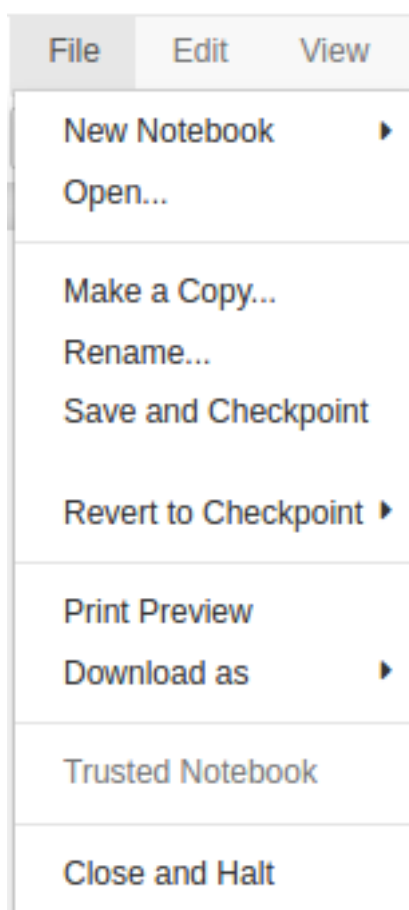 File Edit View
New Notebook
Open...
Make a Copy...
Rename...
Save and Checkpoint
Revert to Checkpoint
Print Preview
Download as
Trusted Notebook
Close and Halt